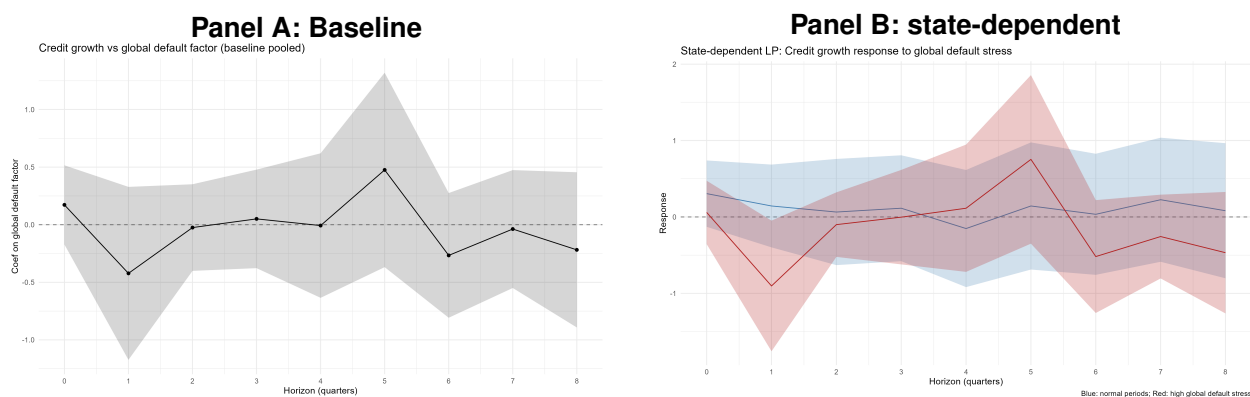 Panel A: Baseline
Credit growth vs global default factor (baseline pooled)
Coef on global default factor
1.0
0.5
0.0
-0.5
-1.0
0 1 2 3 4 5 6 7 8
Horizon (quarters)
Panel B: state-dependent
State-dependent LP: Credit growth response to global default stress
Response
2
1
0
-1
0 1 2 3 4 5 6 7 8
Horizon (quarters)
Blue: normal periods; Red: high global default stress